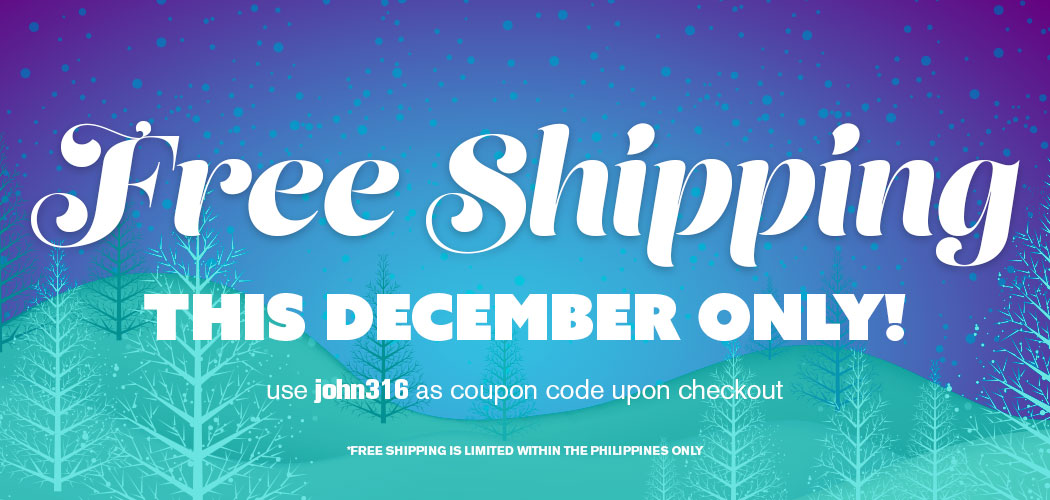 Free Shipping
THIS DECEMBER ONLY!
use john316 as coupon code upon checkout
*FREE SHIPPING IS LIMITED WITHIN THE PHILIPPINES ONLY